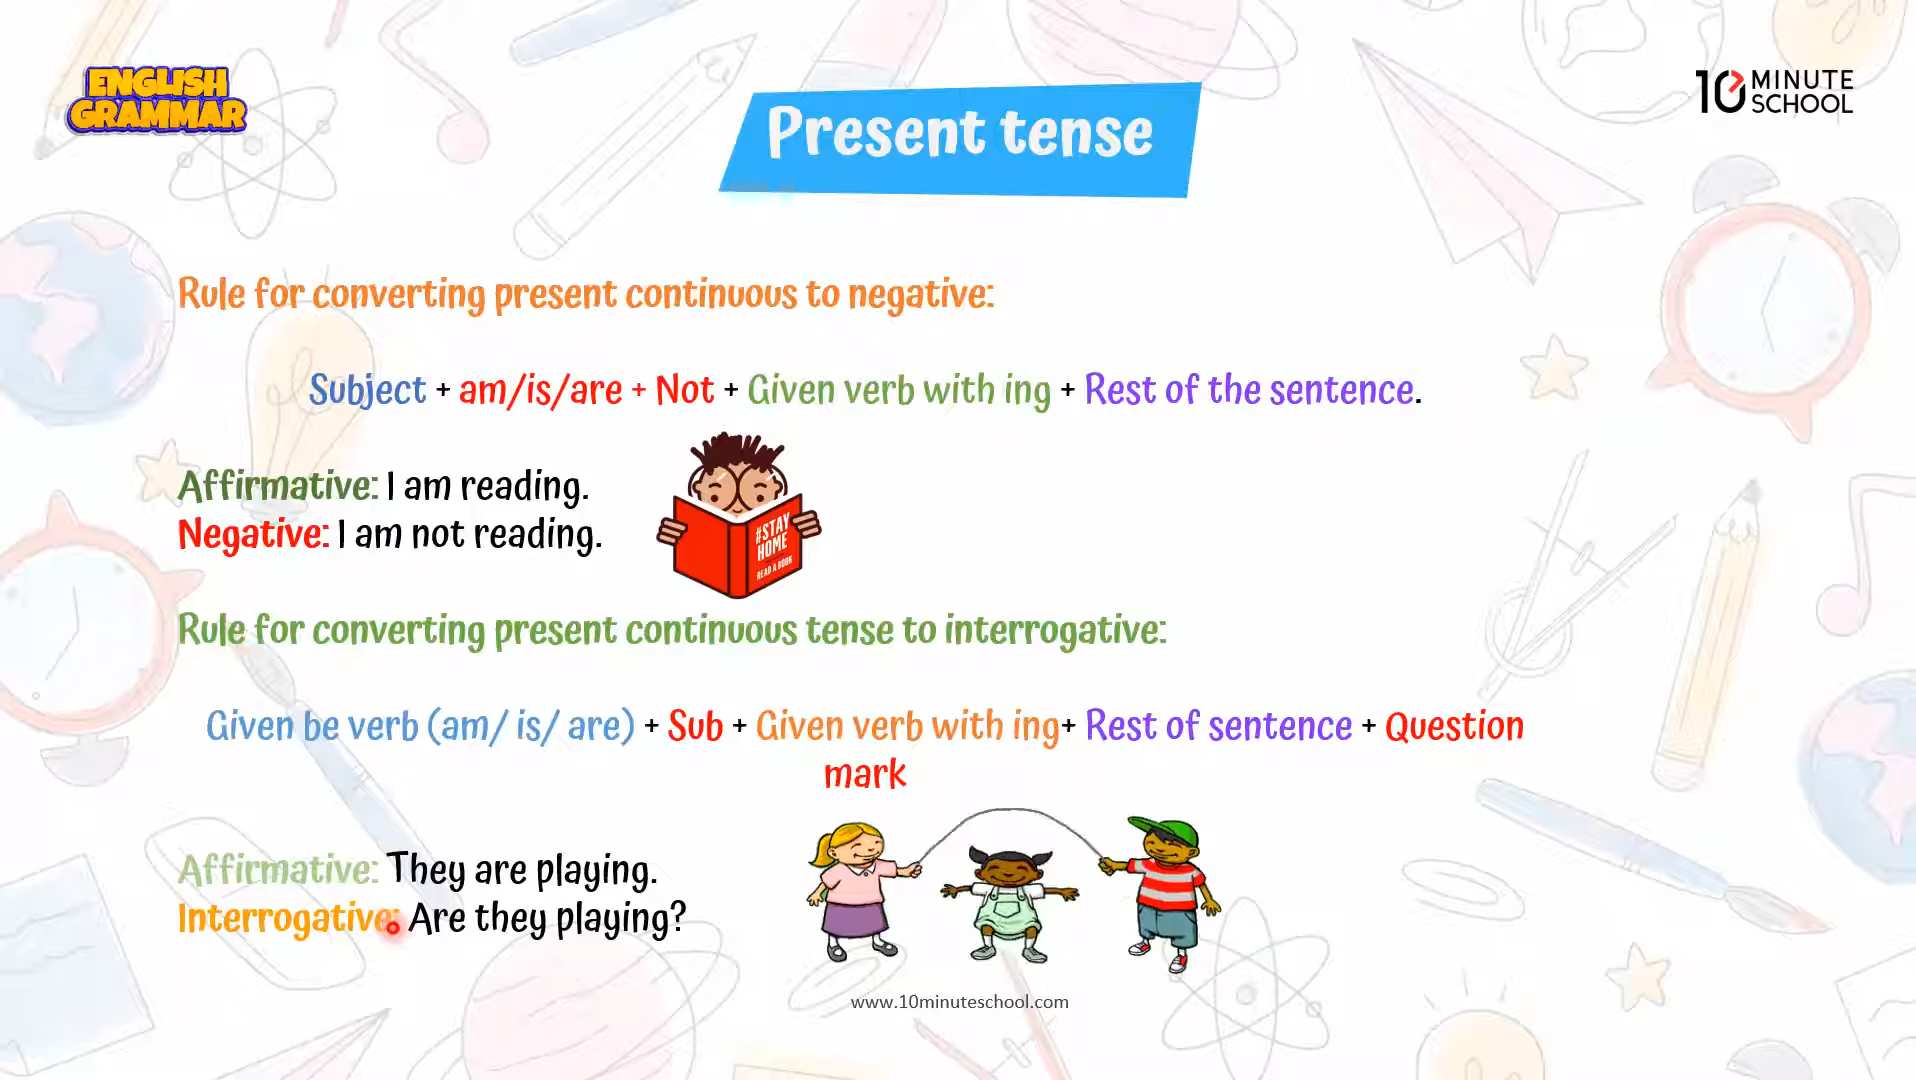 ENGLISH
GRAMMAR
Present tense
10 MINUTE
SCHOOL
Rule for converting present continuous to negative:
Subject + am/is/are + Not + Given verb with ing + Rest of the sentence.
Affirmative: I am reading.
Negative: I am not reading.
#STAY
HOME
READ A BOOK
Rule for converting present continuous tense to interrogative:
Given be verb (am/ is/ are) + Sub + Given verb with ing+ Rest of sentence + Question
mark
Affirmative: They are playing.
Interrogative: Are they playing?
www.10minuteschool.com